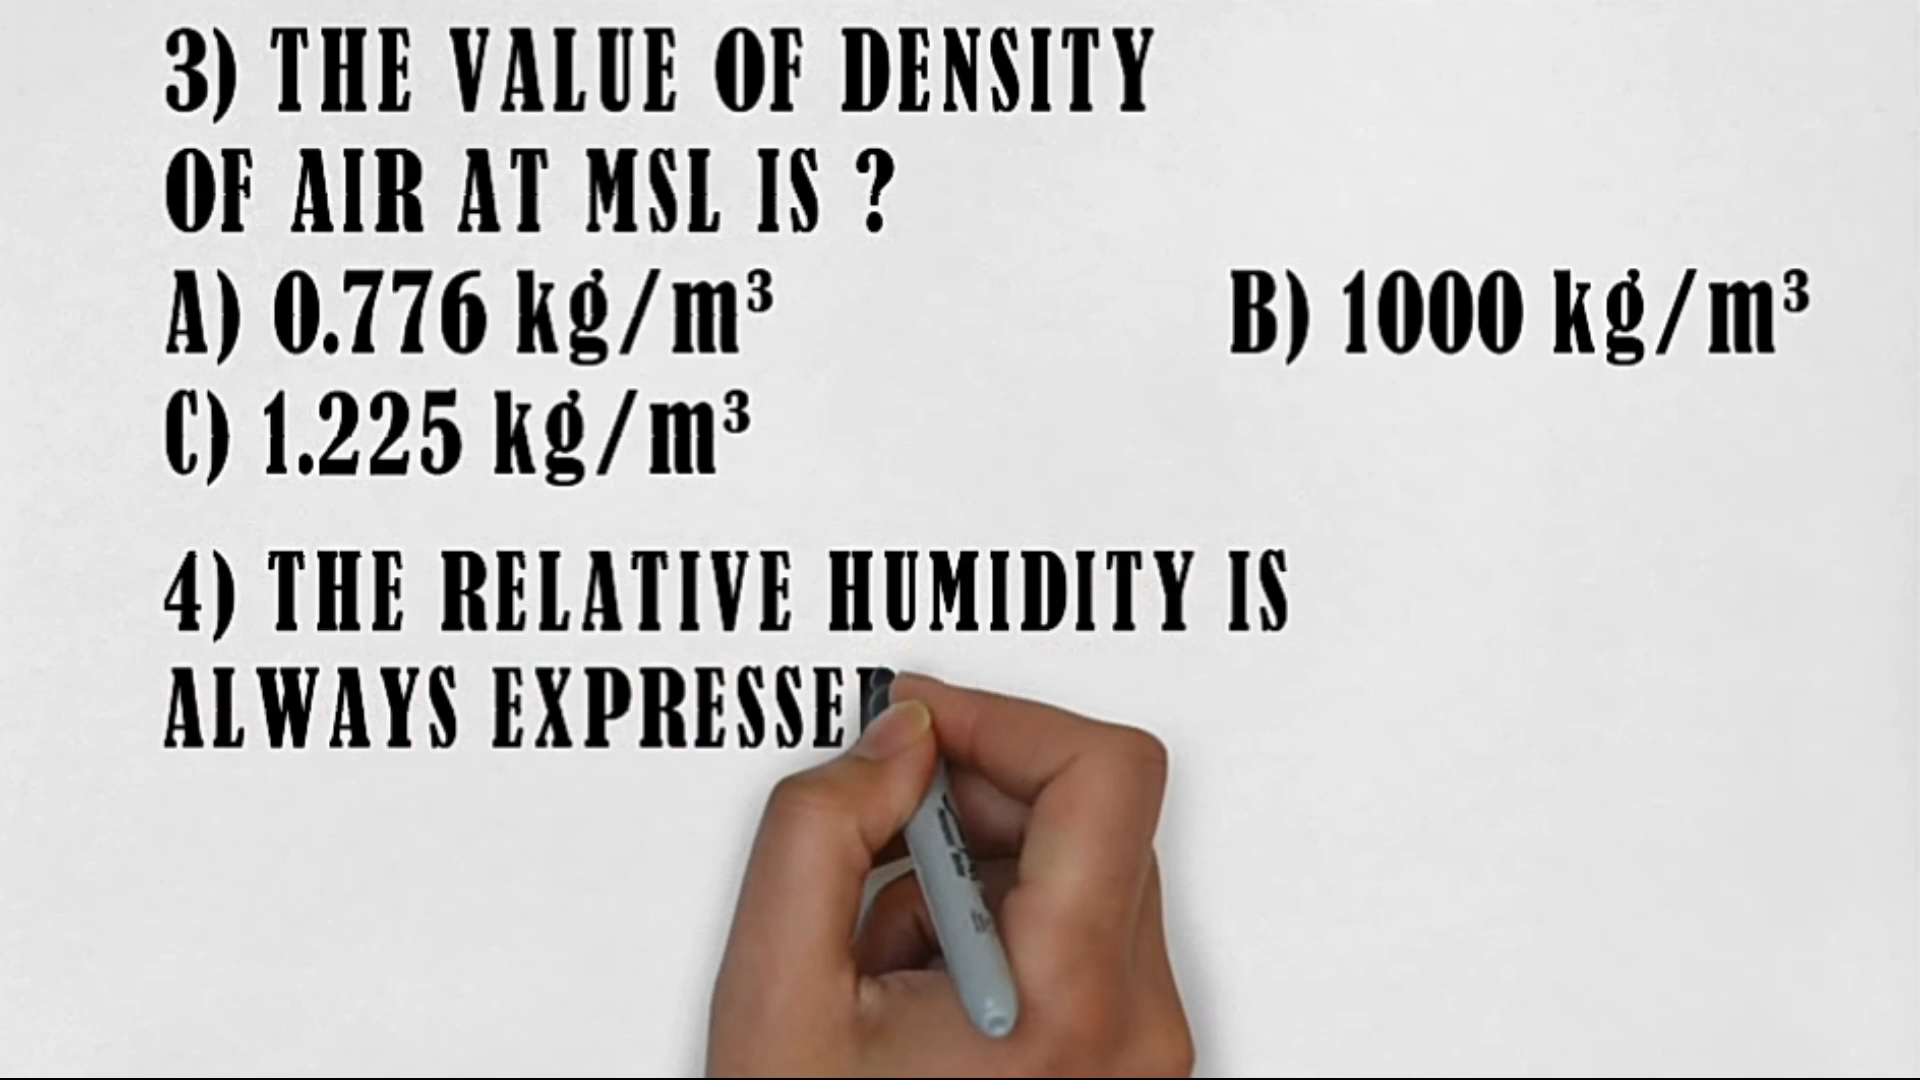 3) THE VALUE OF DENSITY
OF AIR AT MSL IS ?
A) 0.776 kg/m³ B) 1000 kg/m³
C) 1.225 kg/m³
4) THE RELATIVE HUMIDITY IS
ALWAYS